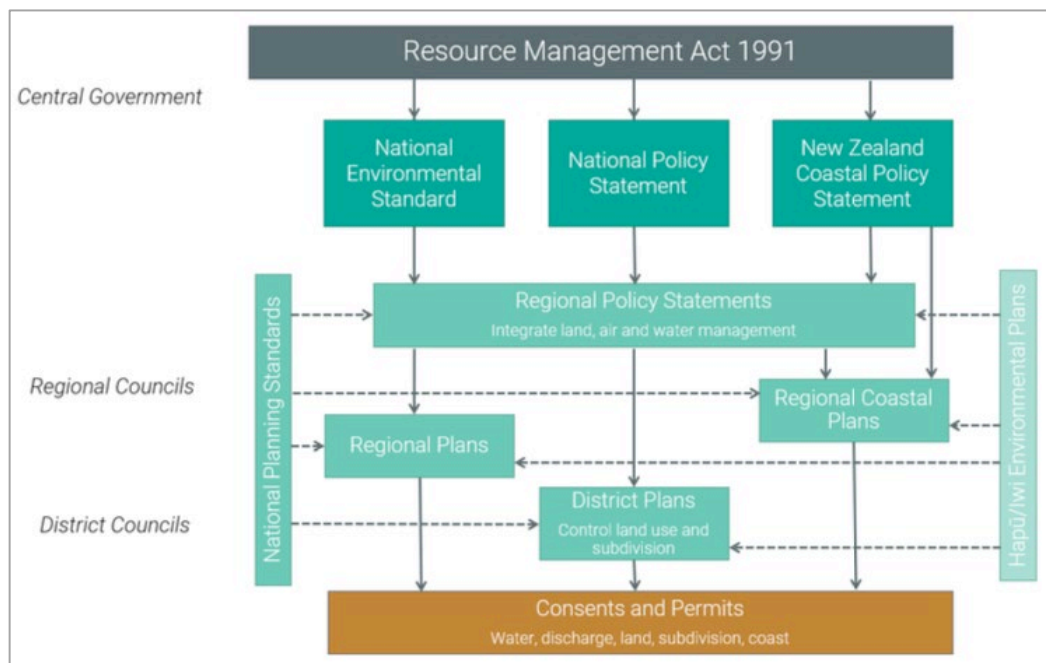 Resource Management Act 1991
Central Government
National
Environmental
Standard
National Policy
Statement
New Zealand
Coastal Policy
Statement
National Planning Standards
Regional Policy Statements
Integrate land, air and water management
Hapū/Iwi Environmental Plans
Regional Councils
Regional Coastal
Plans
Regional Plans
District Councils
District Plans
Control land use and
subdivision
Consents and Permits
Water, discharge, land, subdivision, coast